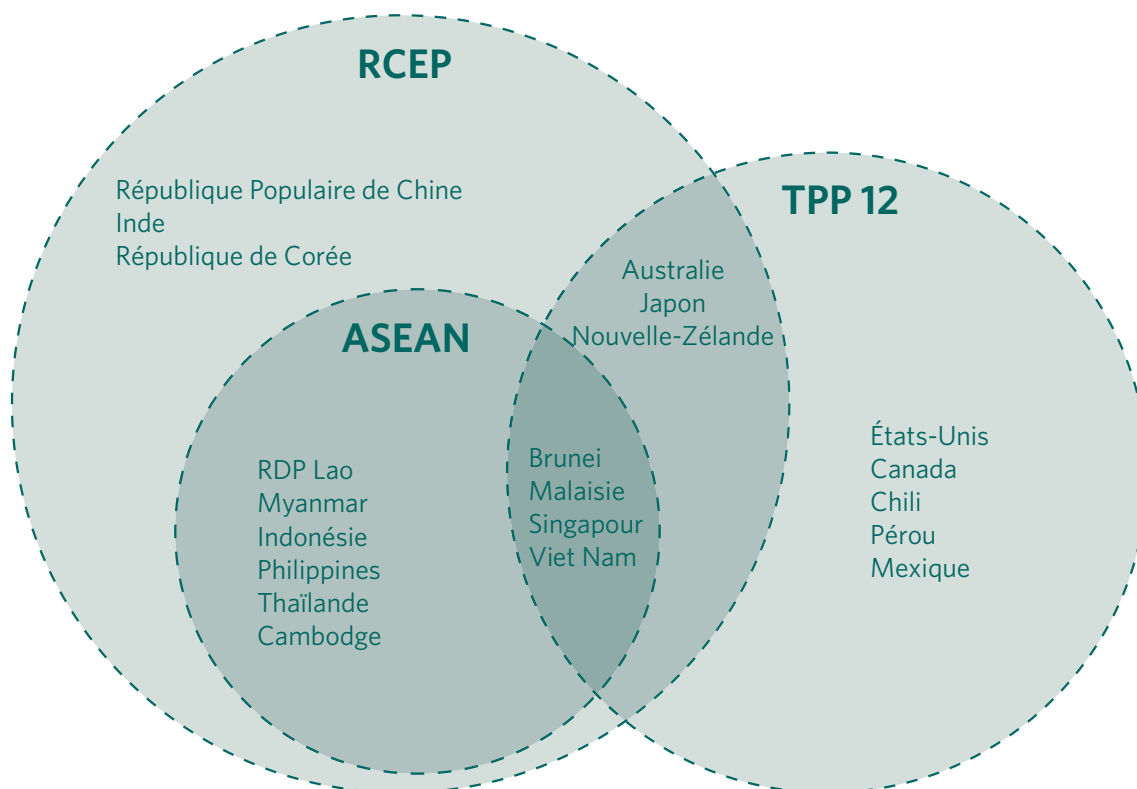 RCEP
République Populaire de Chine
Inde
République de Corée
TPP 12
Australie
Japon
Nouvelle-Zélande
ASEAN
RDP Lao
Myanmar
Indonésie
Philippines
Thaïlande
Cambodge
Brunei
Malaisie
Singapour
Viet Nam
États-Unis
Canada
Chili
Pérou
Mexique